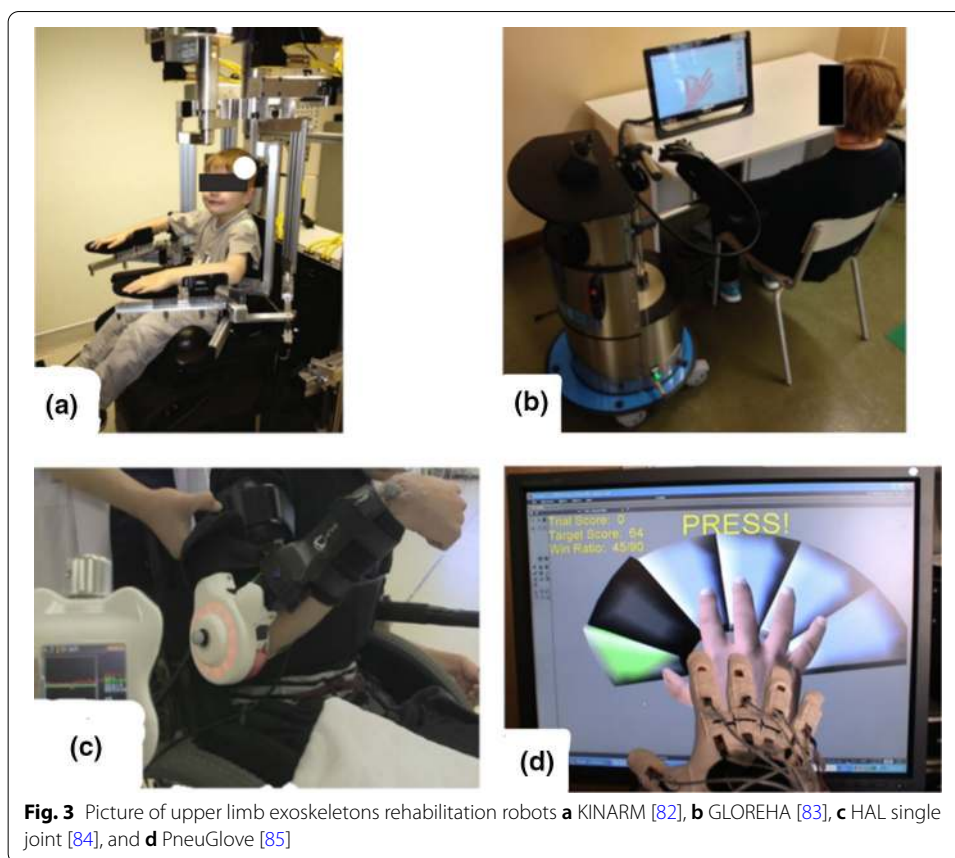 (a)
(b)
Trial Score: 0
Target Score: 64
Win Ratio: 45/90
PRESS!
(c)
(d)
Fig. 3 Picture of upper limb exoskeletons rehabilitation robots a KINARM [82], b GLOREHA [83], c HAL single
joint [84], and d PneuGlove [85]